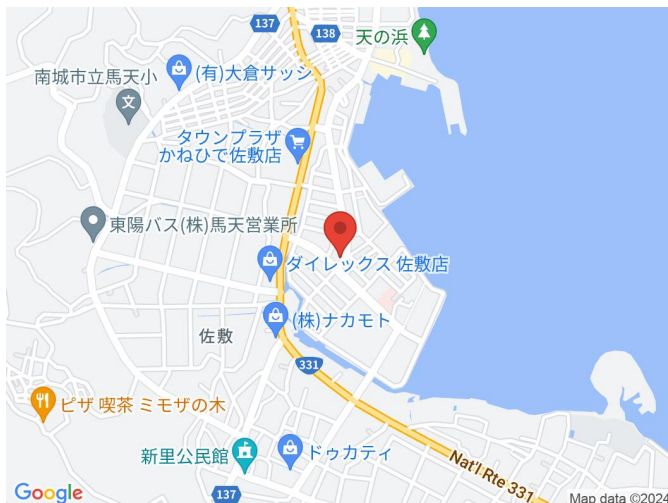 137
138
天の浜
南城市立馬天小
(有)大倉サッシ
タウンプラザ
かねひで佐敷店
東陽バス(株)馬天営業所
ダイレックス 佐敷店
(株)ナカモト
佐敷
331
ピザ 喫茶 ミモザの木
新里公民館
ドゥカティ
Nat'l Rte 331
137
Google
Map data ©2024